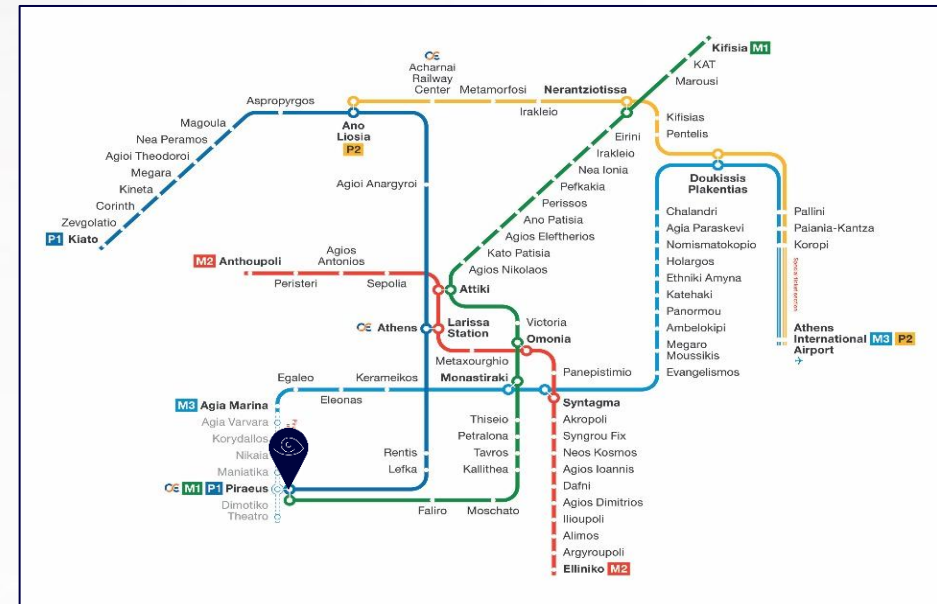 Kifisia M1
KAT
Marousi
Acharnai
Railway
Center
Metamorfosi
Nerantziotissa
Irakleio
Aspropyrgos
Magoula
Nea Peramos
Agioi Theodoroi
Megara
Kineta
Corinth
Zevgolatio
P1 Kiato
Ano
Liosia
P2
Agioi Anargyroi
Kifisias
Pentelis
Eirini
Irakleio
Nea Ionia
Pefkakia
Perissos
Ano Patisia
Agios Eleftherios
Kato Patisia
Agios Nikolaos
Doukissis
Plakentias
Chalandri
Agia Paraskevi
Nomismatokopio
Holargos
Ethniki Amyna
Katehaki
Panormou
Ambelokipi
Megaro
Moussikis
Evangelismos
Pallini
Paiania-Kantza
Koropi
Athens
International M3 P2
Airport
M2 Anthoupoli
Peristeri
Agios
Antonios
Sepolia
Attiki
Athens
Larissa
Station
Victoria
Omonia
Metaxourghio
Panepistimio
Monastiraki
Egaleo
Eleonas
Kerameikos
M3 Agia Marina
Agia Varvara
Korydallos
Nikaia
Maniatika
M1 P1 Piraeus
Dimotiko
Theatro
Thiseio
Petralona
Tavros
Kallithea
Rentis
Lefka
Faliro
Moschato
Syntagma
Akropoli
Syngrou Fix
Neos Kosmos
Agios Ioannis
Dafni
Agios Dimitrios
Ilioupoli
Alimos
Argyroupoli
Elliniko M2